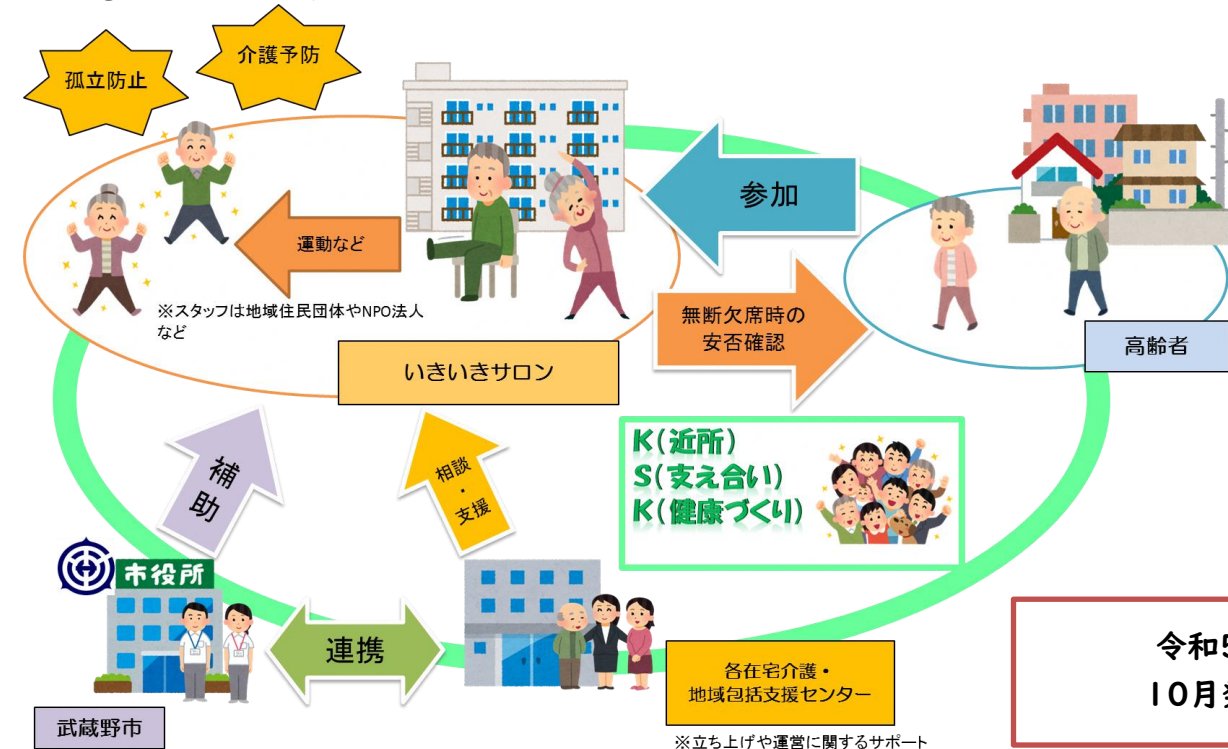 介護予防
孤立防止
参加
運動など
※スタッフは地域住民団体やNPO法人
など
無断欠席時の
安否確認
高齢者
いきいきサロン
K(近所)
S(支え合い)
K(健康づくり)
補助
相談
・
支援
市役所
連携
各在宅介護・
地域包括支援センター
武蔵野市
※立ち上げや運営に関するサポート
令和5
10月